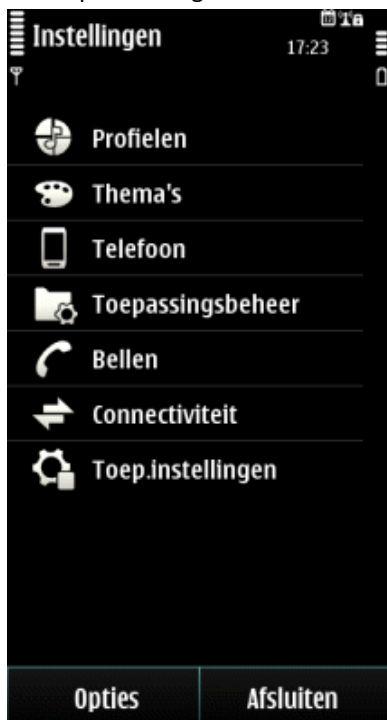 Instellingen
17:23
Profielen
Thema's
Telefoon
Toepassingsbeheer
Bellen
Connectiviteit
Toep.instellingen
Opties
Afsluiten